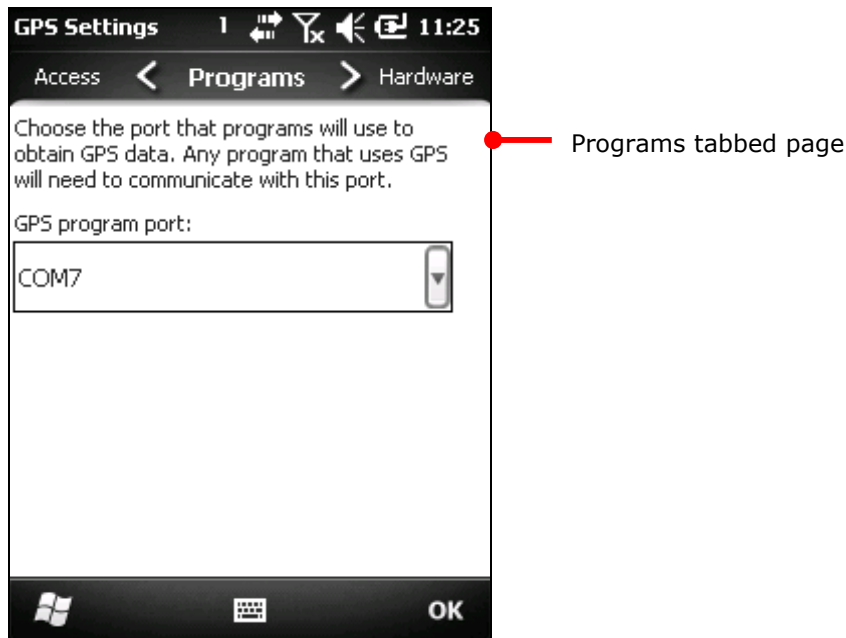 GPS Settings 1 11:25
Access < Programs > Hardware
Choose the port that programs will use to
obtain GPS data. Any program that uses GPS
will need to communicate with this port.
GPS program port:
COM7
OK
Programs tabbed page